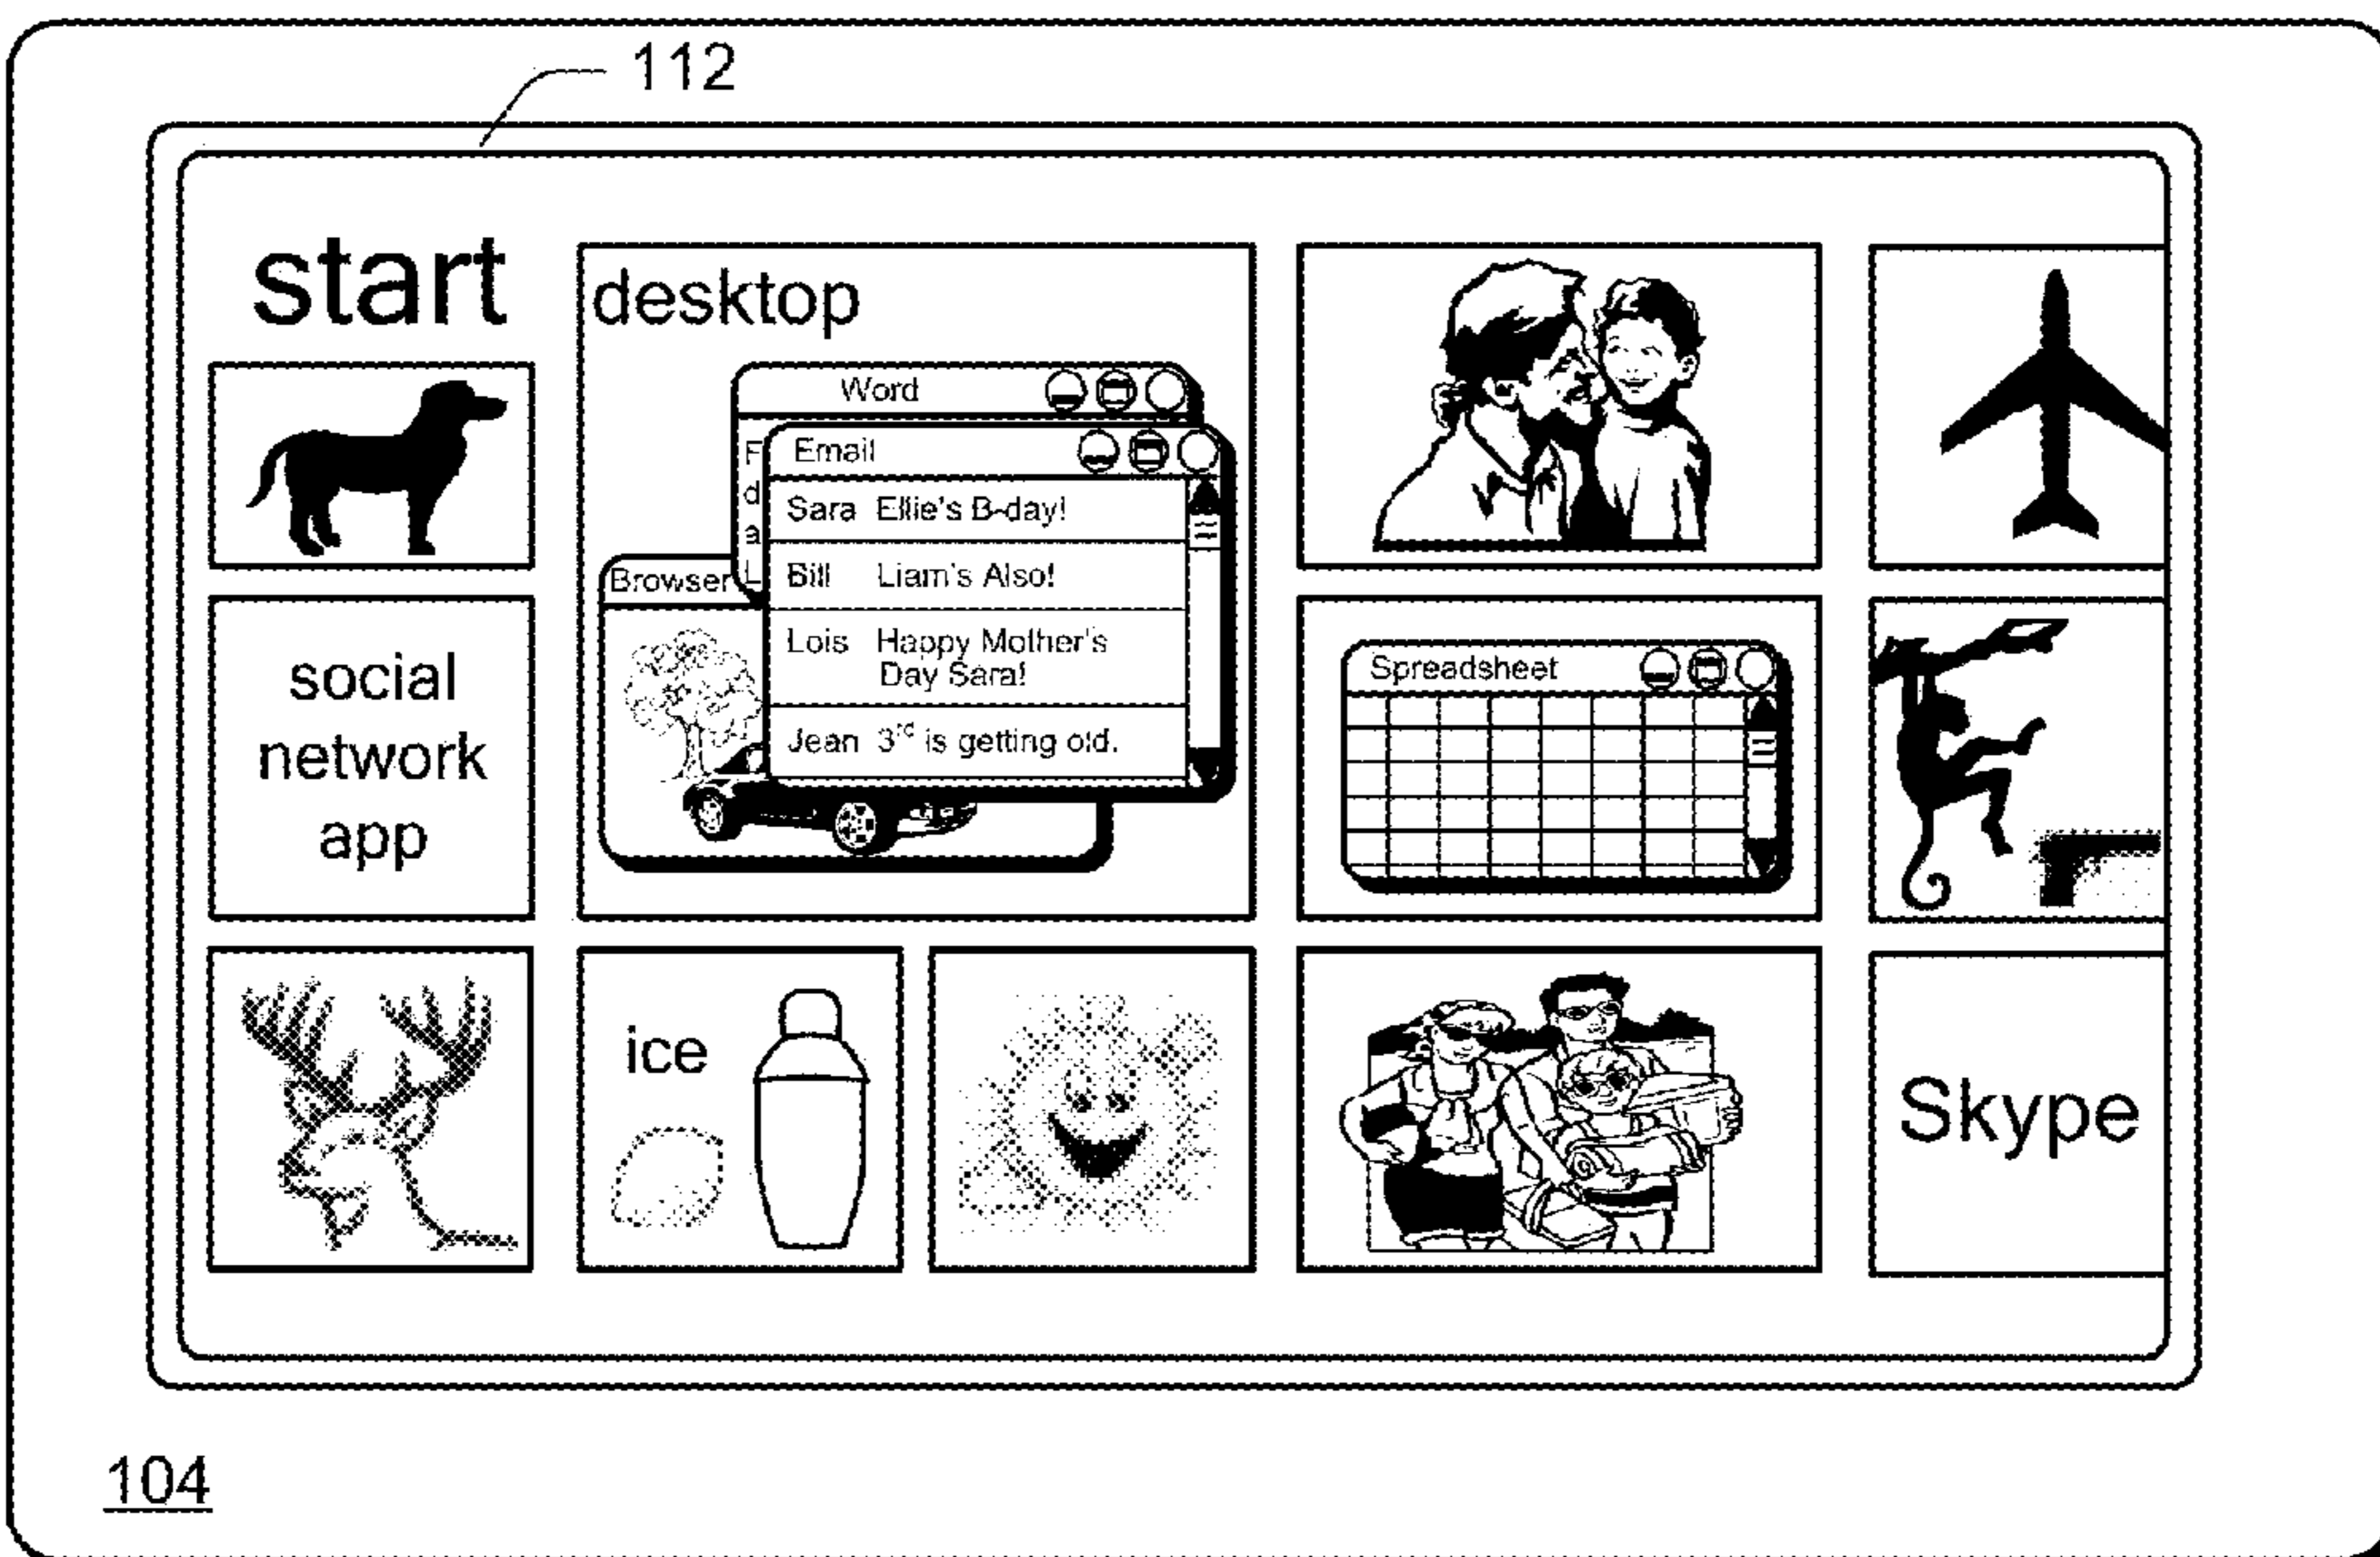 112
start
desktop
Word
F
d
a
L
Email
Sara Ellie's B-day!
Bill Liam's Also!
Lois Happy Mother's
Day Sara!
Jean 3rd is getting old.
Browser
Spreadsheet
social
network
app
ice
Skype
104